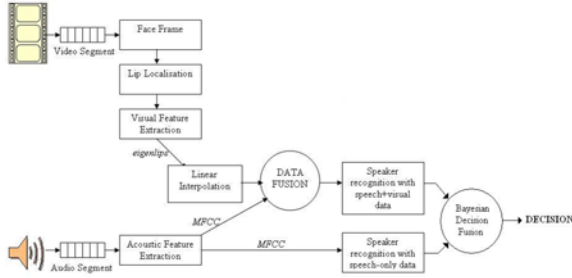 Face Frame
Video Segment
Lip Localisation
Visual Feature
Extraction
eigenlips
Linear
Interpolation
DATA
FUSION
Speaker
recognition with
speech+visual
data
Bayesian
Decision
Fusion
DECISION
MFCC
Acoustic Feature
Extraction
MFCC
Speaker
recognition with
speech-only data
Audio Segment